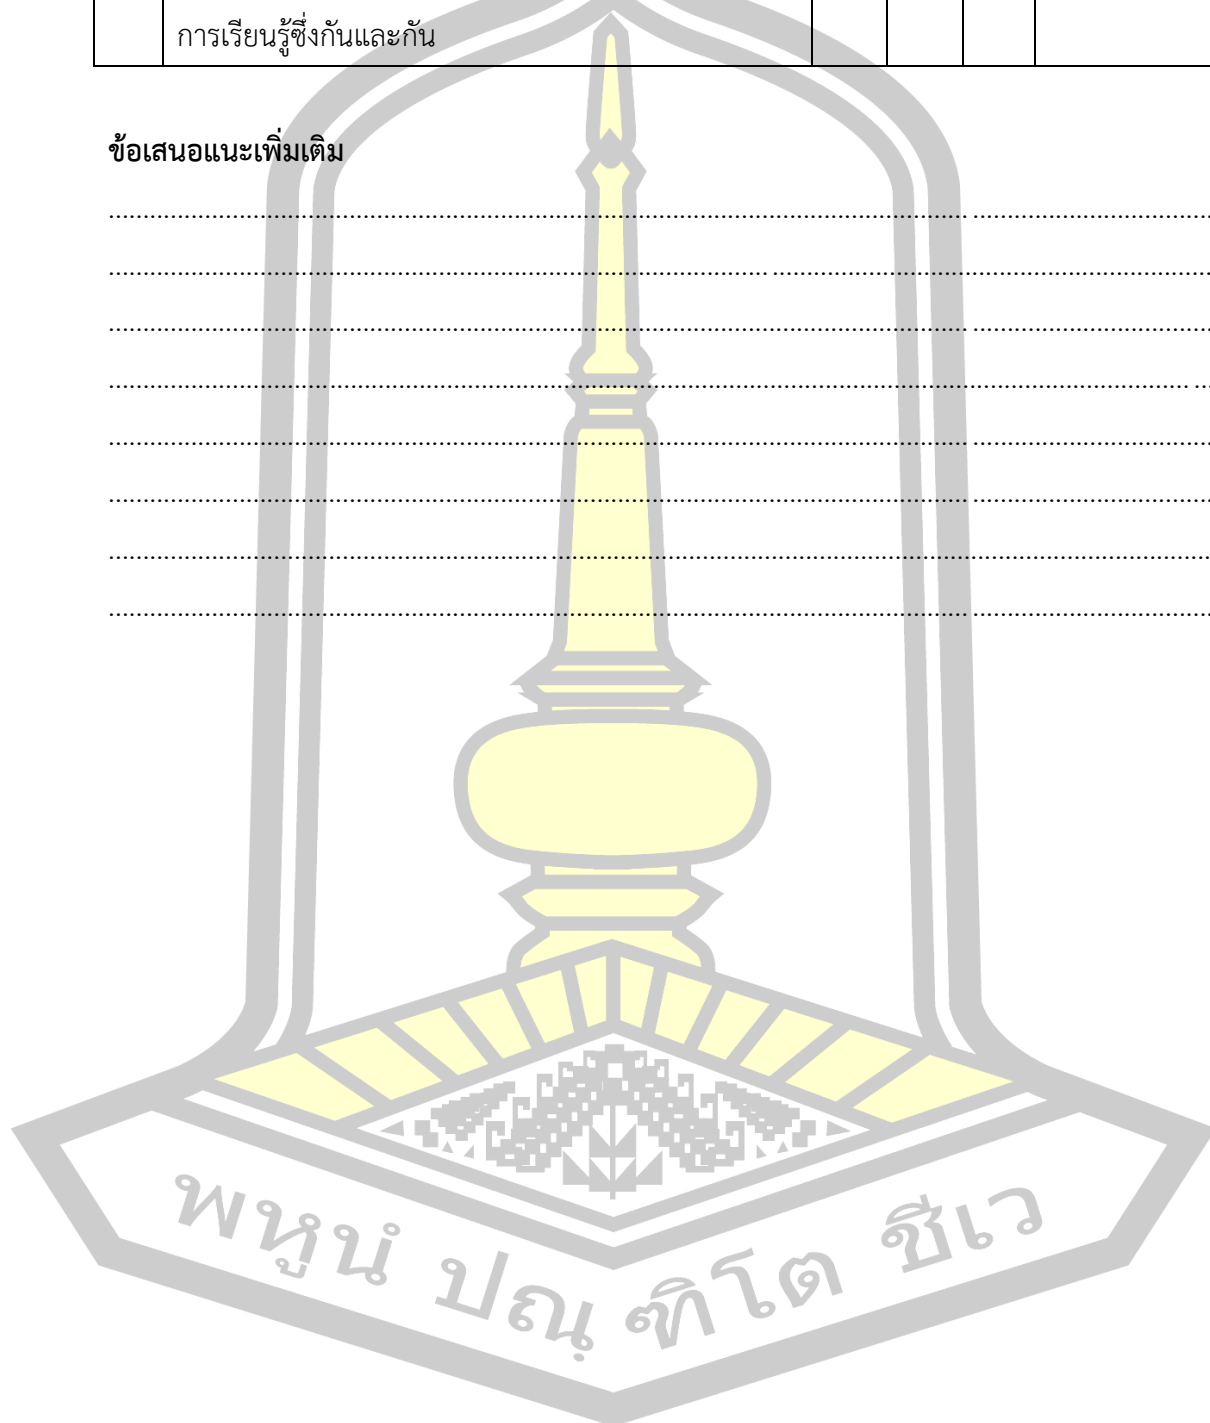 การเรียนรู้ซึ่งกันและกัน
ข้อเสนอแนะเพิ่มเติม
พหูนํ ปณฺฑิโต ชีเว